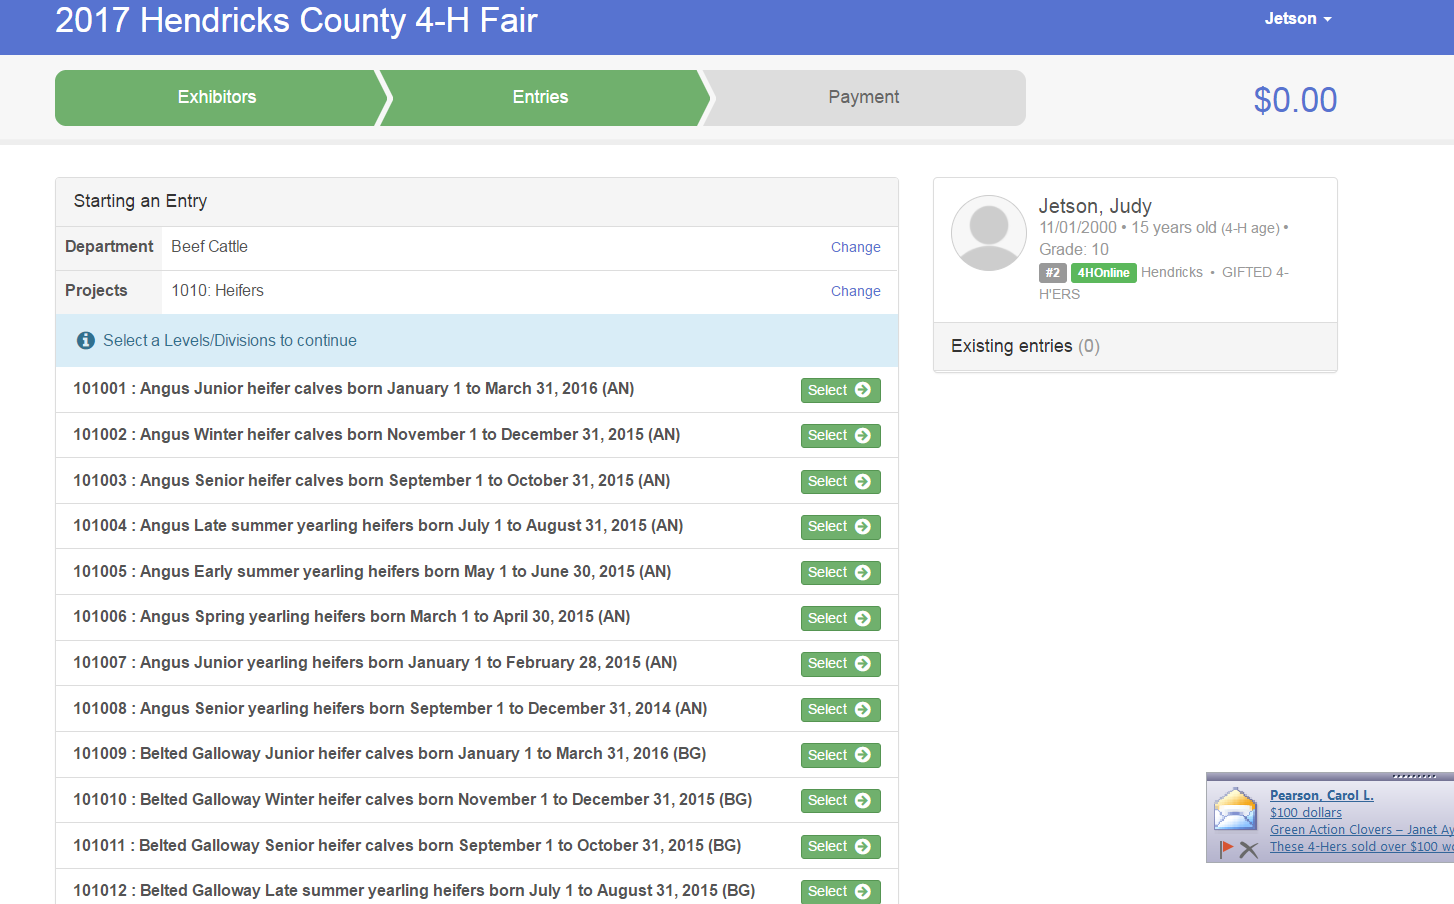 2017 Hendricks County 4-H Fair
Jetson
Exhibitors
Entries
Payment
$0.00
Starting an Entry
Department Beef Cattle Change
Projects 1010: Heifers Change
Select a Levels/Divisions to continue
101001 : Angus Junior heifer calves born January 1 to March 31, 2016 (AN) Select
101002 : Angus Winter heifer calves born November 1 to December 31, 2015 (AN) Select
101003 : Angus Senior heifer calves born September 1 to October 31, 2015 (AN) Select
101004 : Angus Late summer yearling heifers born July 1 to August 31, 2015 (AN) Select
101005 : Angus Early summer yearling heifers born May 1 to June 30, 2015 (AN) Select
101006 : Angus Spring yearling heifers born March 1 to April 30, 2015 (AN) Select
101007 : Angus Junior yearling heifers born January 1 to February 28, 2015 (AN) Select
101008 : Angus Senior yearling heifers born September 1 to December 31, 2014 (AN) Select
101009 : Belted Galloway Junior heifer calves born January 1 to March 31, 2016 (BG) Select
101010 : Belted Galloway Winter heifer calves born November 1 to December 31, 2015 (BG) Select
101011 : Belted Galloway Senior heifer calves born September 1 to October 31, 2015 (BG) Select
101012 : Belted Galloway Late summer yearling heifers born July 1 to August 31, 2015 (BG) Select
Jetson, Judy
11/01/2000 • 15 years old (4-H age) •
Grade: 10
#2 4HOnline Hendricks • GIFTED 4-
H'ERS
Existing entries (0)
Pearson, Carol L.
$100 dollars
Green Action Clovers – Janet Ay
These 4-Hers sold over $100 wo